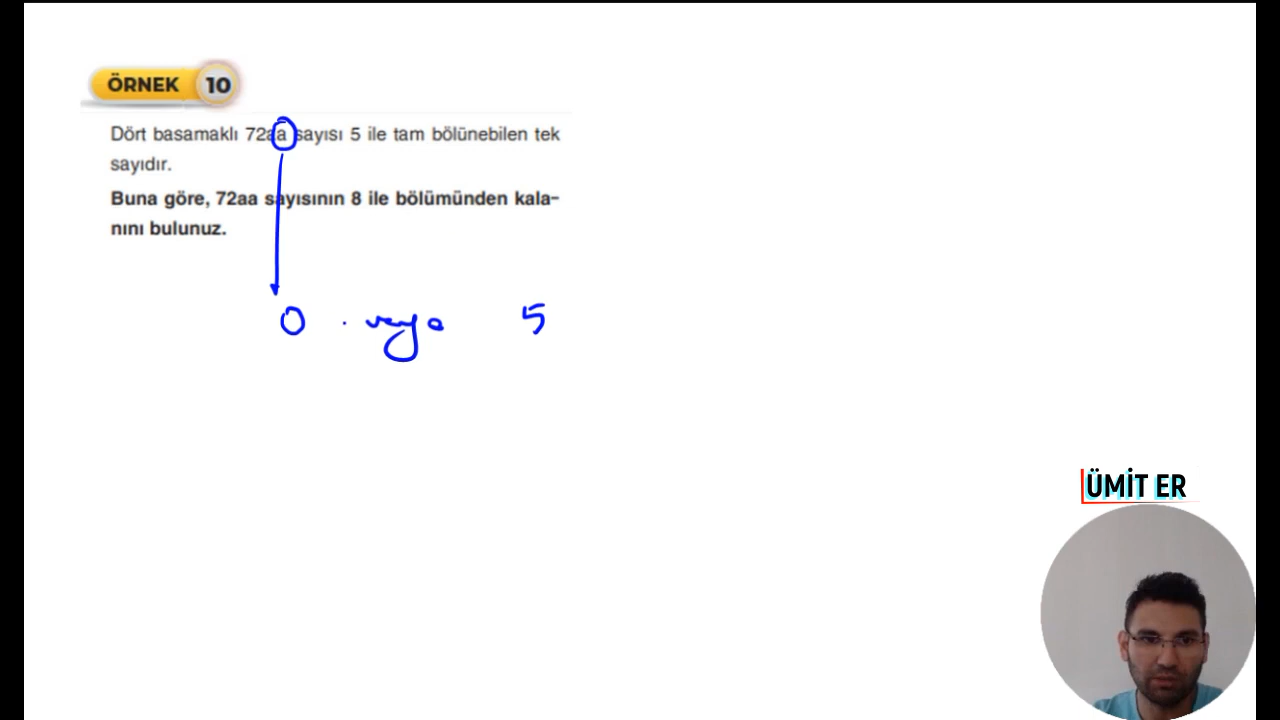 ÖRNEK 10
Dört basamaklı 72aa sayısı 5 ile tam bölünebilen tek
sayıdır.
Buna göre, 72aa sayısının 8 ile bölümünden kala-
nını bulunuz.
0 veya 5
ÜMİT ER